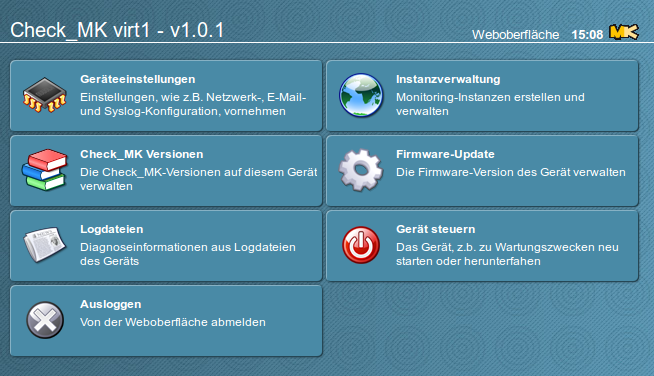 Check_MK virt1 - v1.0.1
Weboberfläche 15:08 MK
Geräteeinstellungen
Einstellungen, wie z.B. Netzwerk-, E-Mail-
und Syslog-Konfiguration, vornehmen
Instanzverwaltung
Monitoring-Instanzen erstellen und
verwalten
Check_MK Versionen
Die Check_MK-Versionen auf diesem Gerät
verwalten
Firmware-Update
Die Firmware-Version des Gerät verwalten
Logdateien
Diagnoseinformationen aus Logdateien
des Geräts
Gerät steuern
Das Gerät, z.b. zu Wartungszwecken neu
starten oder herunterfahen
Ausloggen
Von der Weboberfläche abmelden